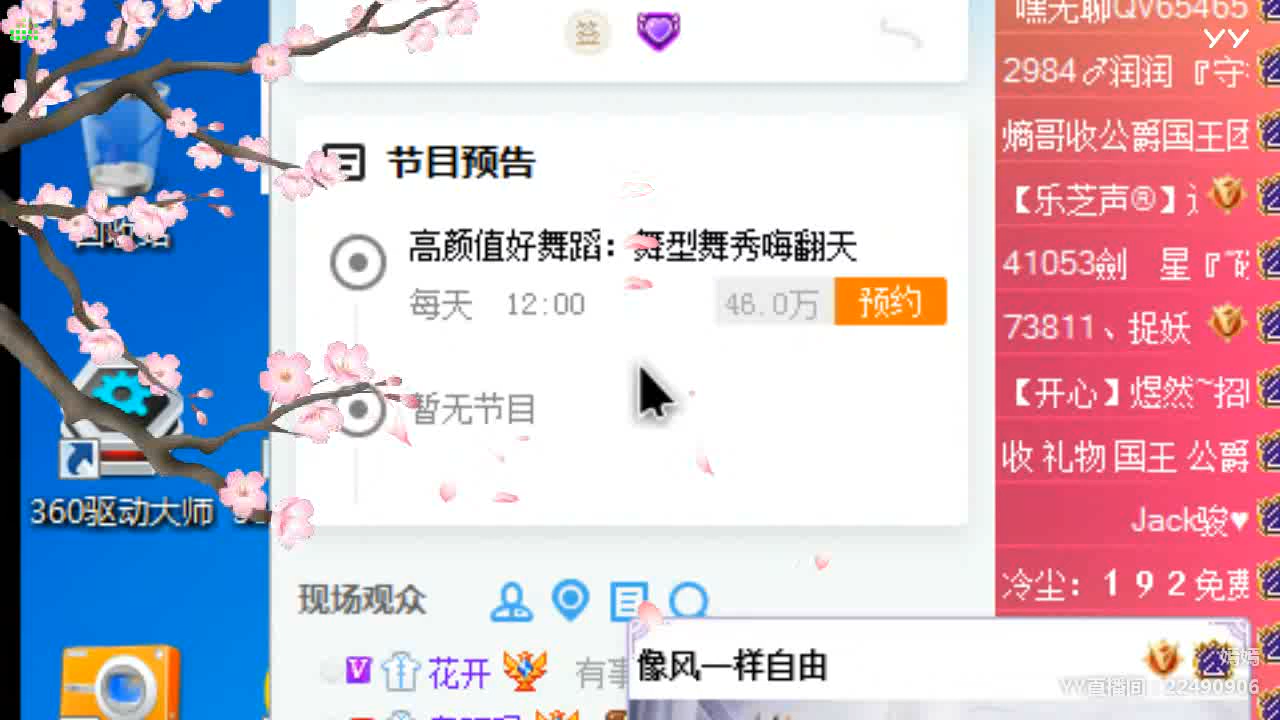 嘿无聊QV65465
YY
2984♂润润『守
熵哥收公爵国王团
节目预告
【乐芝声®】
回收站
高颜值好舞蹈：舞型舞秀嗨翻天
41053劍 星『
每天 12:00
46.0万
预约
73811、捉妖
【开心】煜然~招
暂无节目
收 礼物 国王 公爵
360驱动大师
Jack骏♥
冷尘：1 9 2 免费
现场观众
V 花开
有事
像风一样自由
嫣嫣
YY直播间：22490906